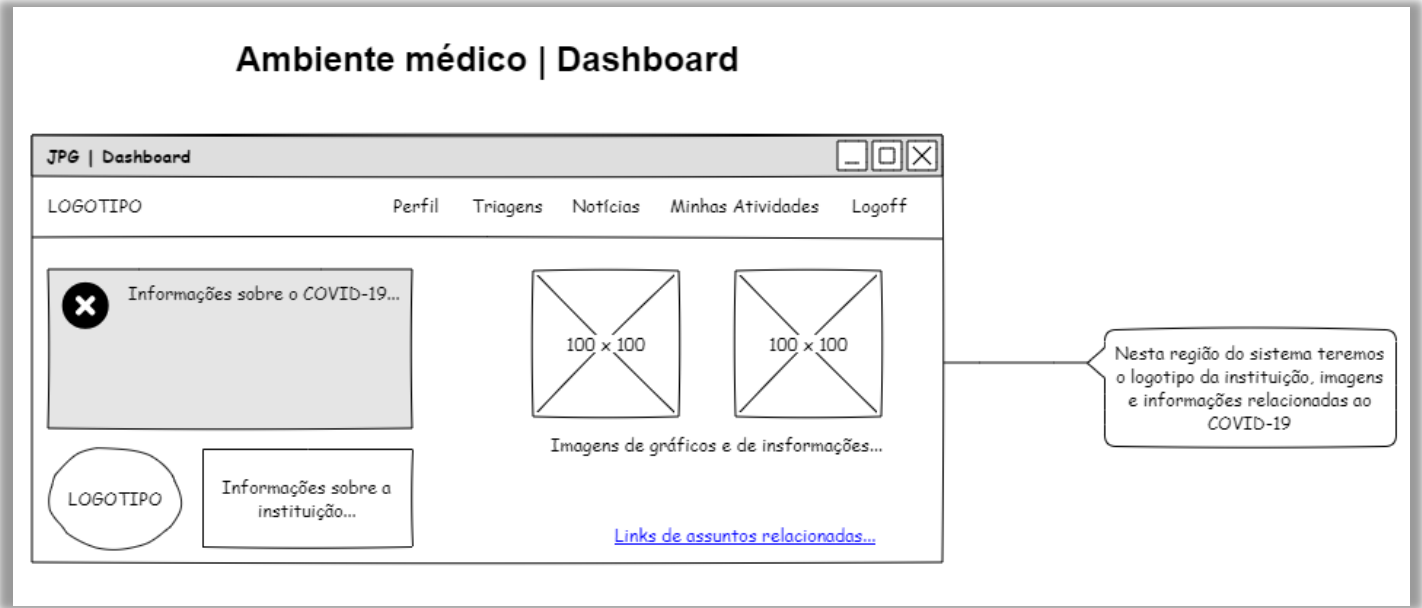 Ambiente médico | Dashboard
JPG | Dashboard
LOGOTIPO Perfil Triagens Notícias Minhas Atividades Logoff
Informações sobre o COVID-19...
100 x 100 100 x 100
Imagens de gráficos e de insformações...
LOGOTIPO
Informações sobre a
instituição...
Links de assuntos relacionadas...
Nesta região do sistema teremos
o logotipo da instituição, imagens
e informações relacionadas ao
COVID-19